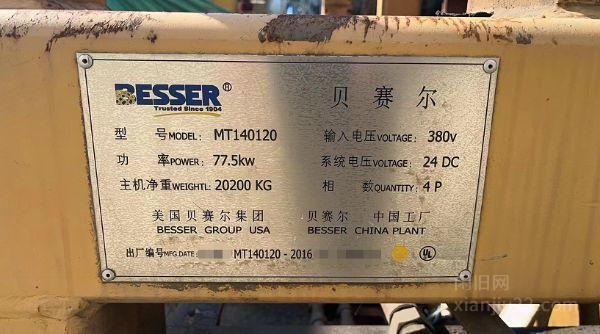 BESSER® 贝赛尔
Trusted Since 1904
型 号MODEL: MT140120 输入电压VOLTAGE: 380v
功 率POWER: 77.5kw 系统电压VOLTAGE: 24 DC
主机净重WEIGHTL: 20200 KG 相 数QUANTITY: 4 P
美国贝赛尔集团 贝赛尔 中国工厂
BESSER GROUP USA BESSER CHINA PLANT
出厂编号MFG.DATE: MT140120 - 2016 UL
闲旧网
xianjiu22.com